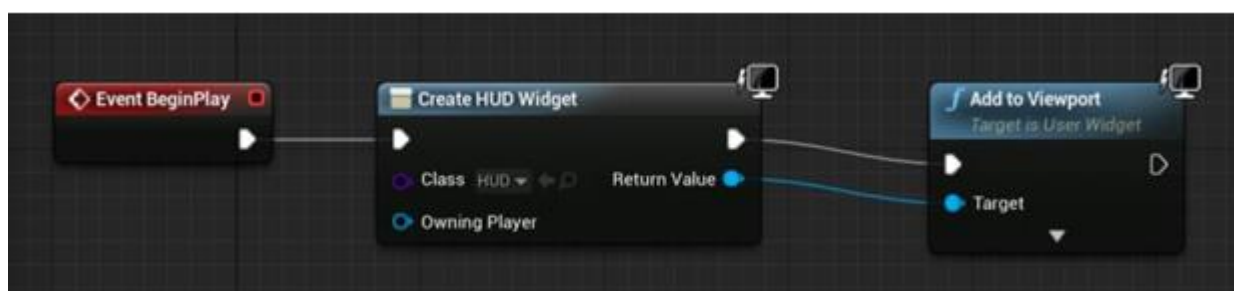 Event BeginPlay
Create HUD Widget
Class HUD Return Value
Owning Player
Add to Viewport
Target is User Widget
Target